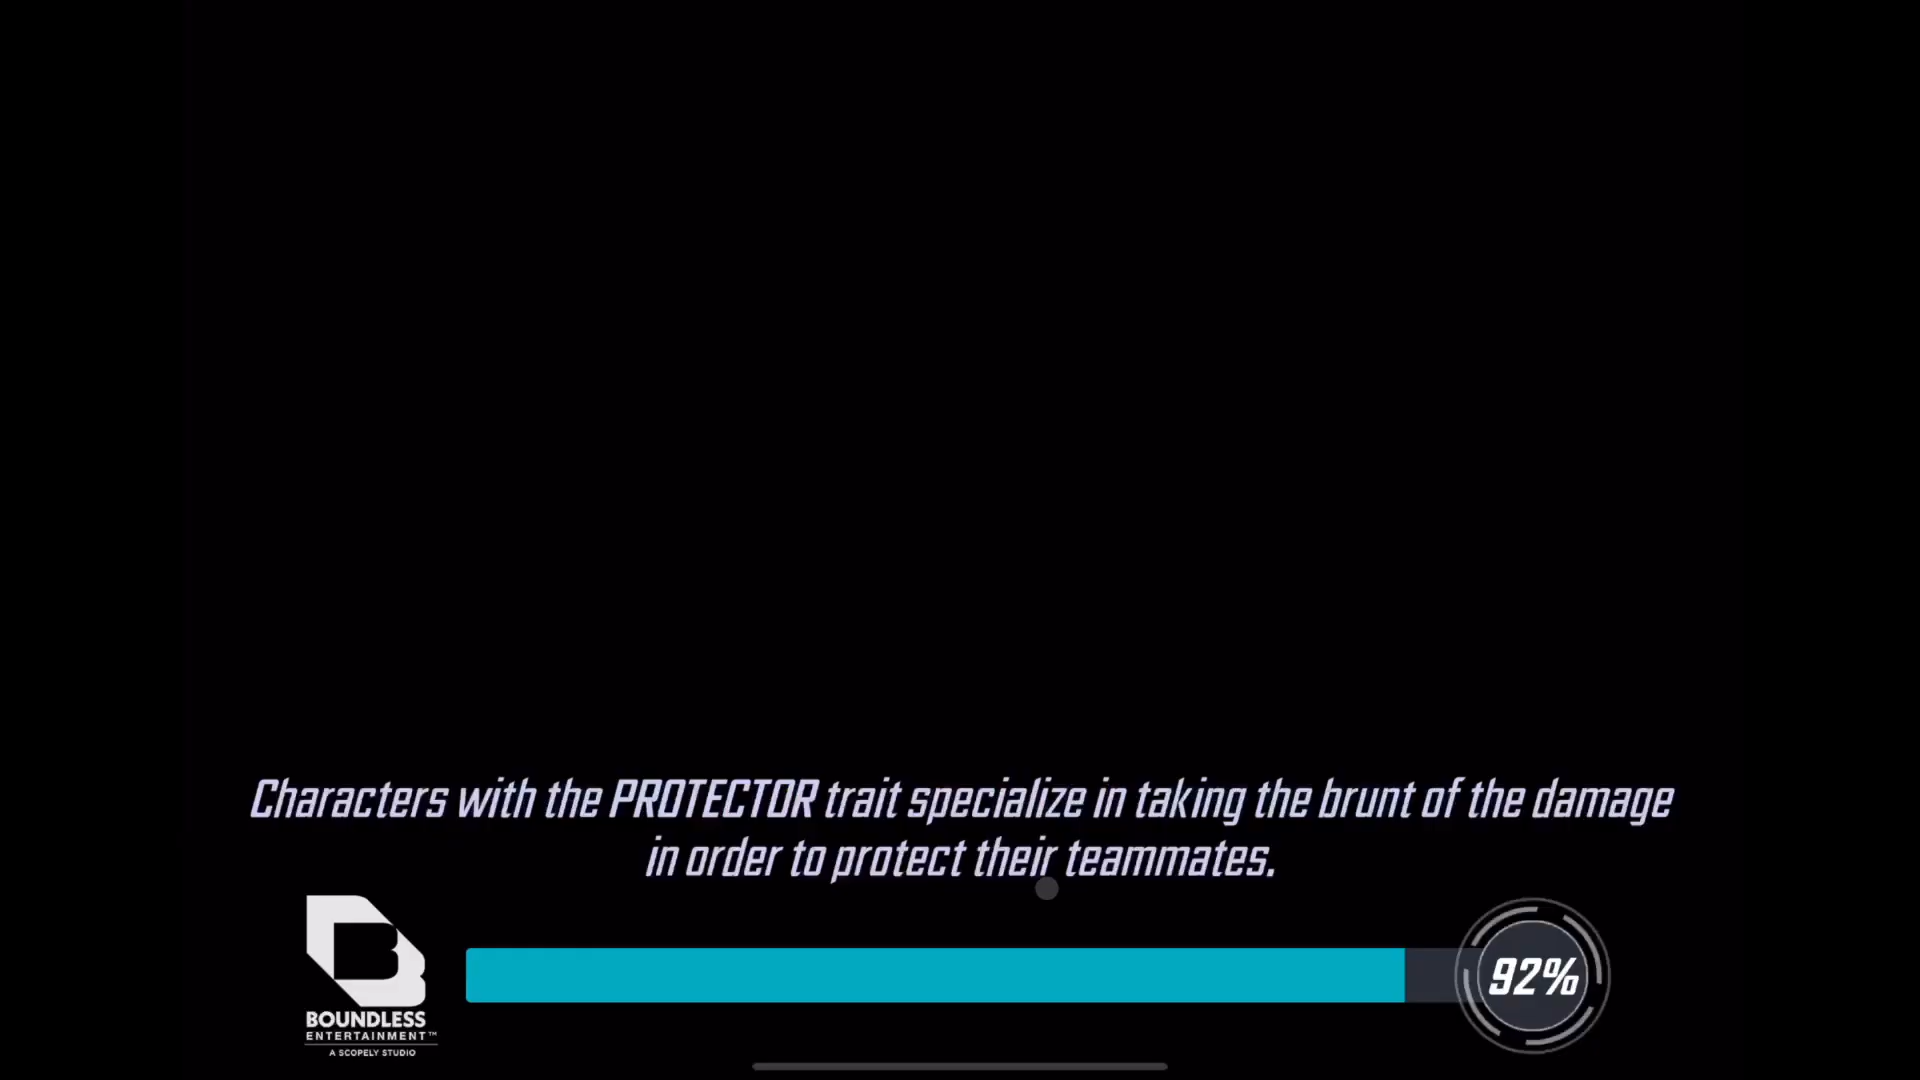 Characters with the PROTECTOR trait specialize in taking the brunt of the damage
in order to protect their teammates.
92%
BOUNDLESS
ENTERTAINMENT™
A SCOPELY STUDIO